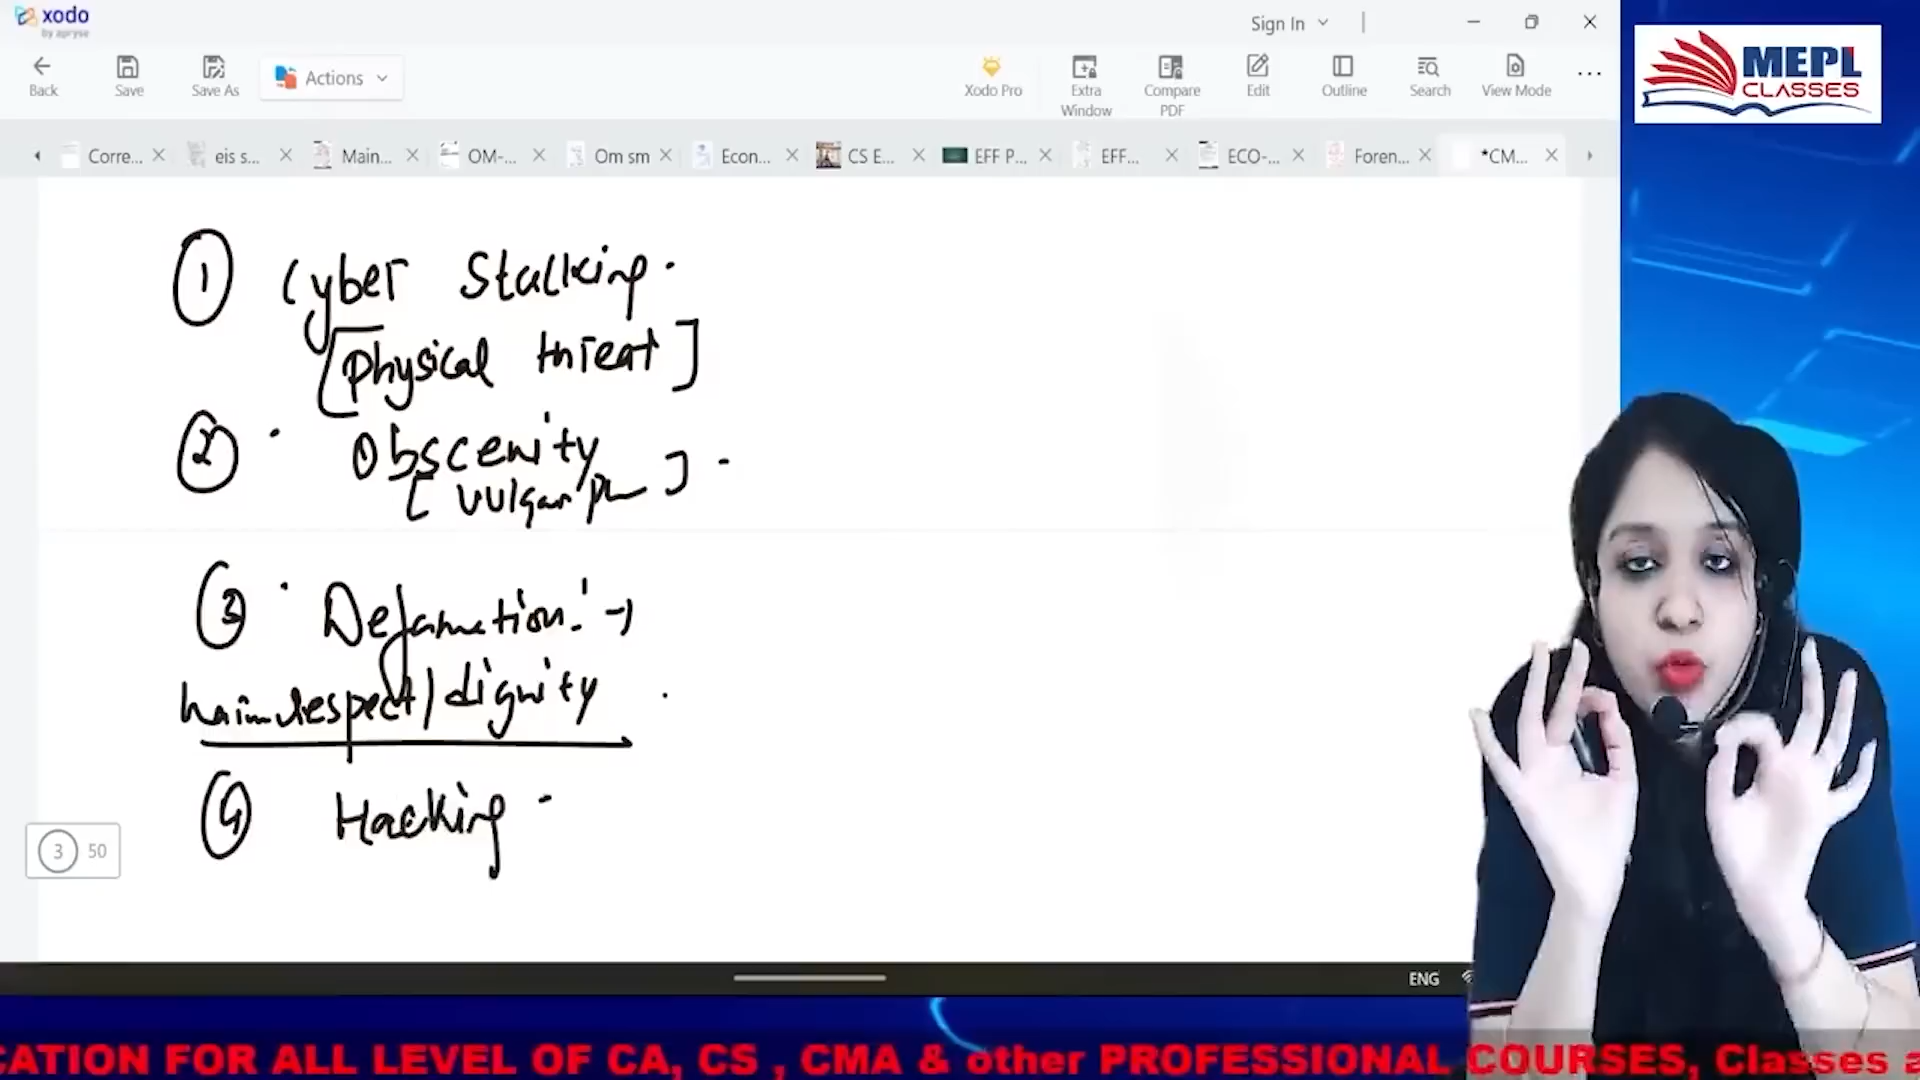 xodo
by apryse
Sign In
Back
Save
Save As
Actions
Xodo Pro
Extra Window
Compare PDF
Edit
Outline
Search
View Mode
Corre...
eis s...
Main...
OM-...
Om sm
Econ...
CS E...
EFF P...
EFF...
ECO-...
Foren...
*CM...
MEPL
CLASSES
① Cyber Stalking.
[Physical threat]
② Obscenity
[vulgar]
③ Defamation:→
respect/dignity
④ Hacking
3 50
ENG
CATION FOR ALL LEVEL OF CA, CS , CMA & other PROFESSIONAL COURSES, Classes a